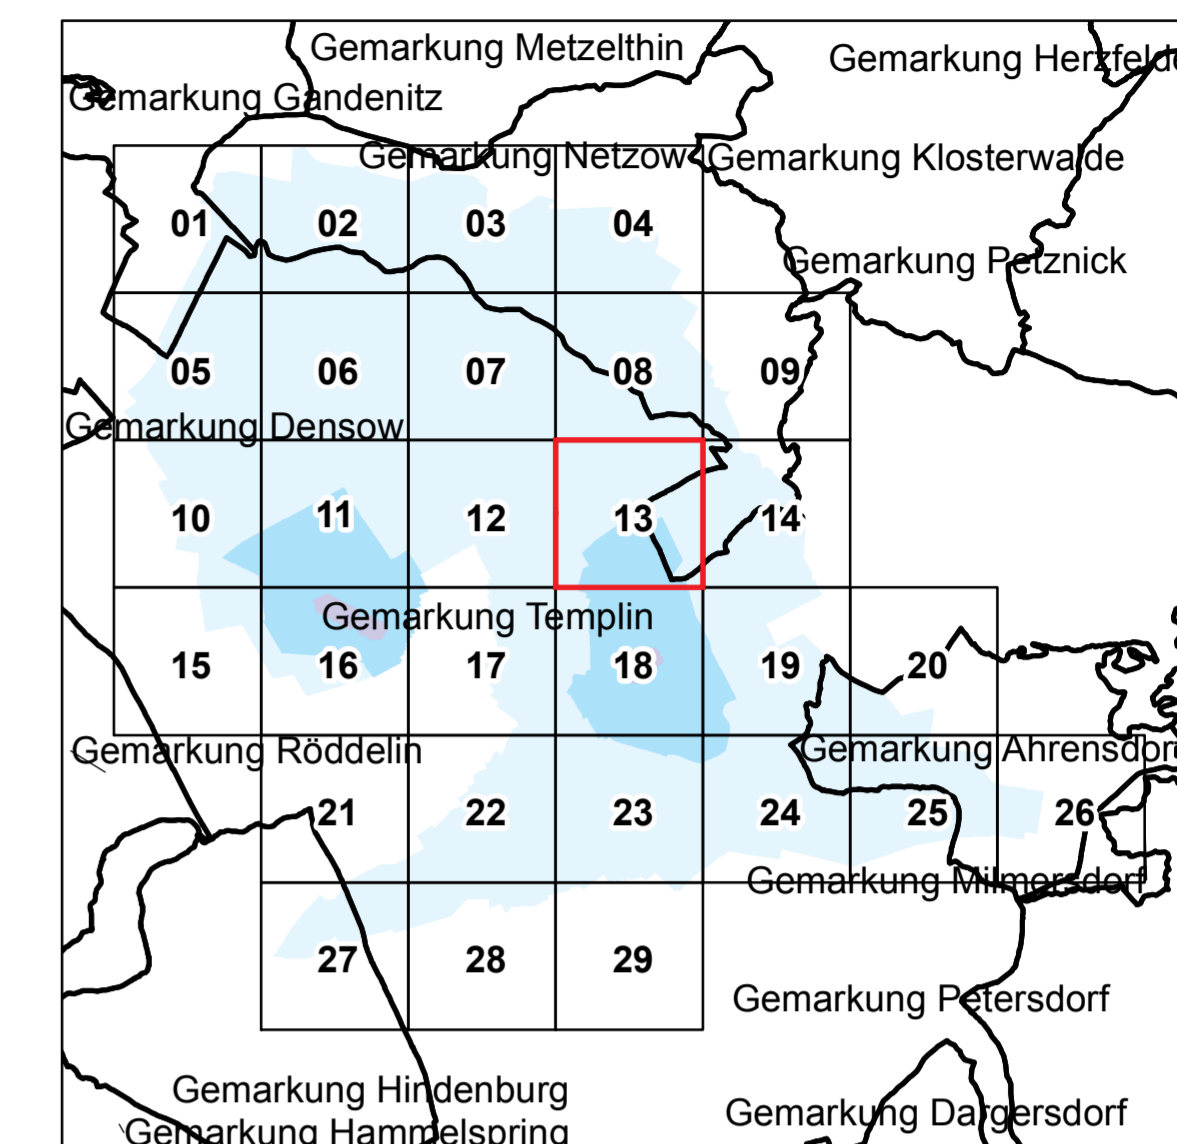 Gemarkung Metzelthin
Gemarkung Herzfelde
Gemarkung Gandenitz
Gemarkung Netzow
Gemarkung Klosterwalde
01 02 03 04
Gemarkung Petznick
05 06 07 08 09
Gemarkung Densow
10 11 12 13 14
Gemarkung Templin
15 16 17 18 19 20
Gemarkung Röddelin
Gemarkung Ahrensdor
21 22 23 24 25 26
Gemarkung Milmersdorf
27 28 29
Gemarkung Petersdorf
Gemarkung Hindenburg
Gemarkung Dargersdorf
Gemarkung Hammelspring